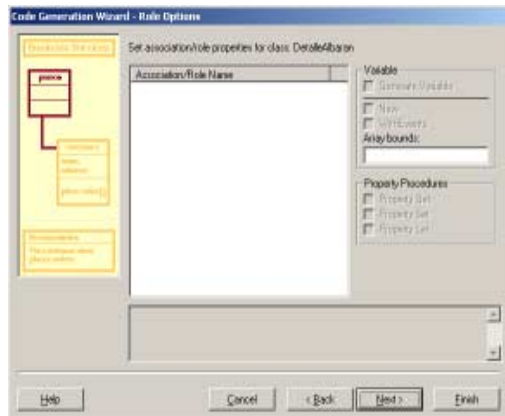 Code Generation Wizard - Role Options
Set association/role properties for class: DetalleAlbaran
Association/Role Name
Variable
Generate Variable
New
WithEvents
Array bounds:
Property Procedures
Property Get
Property Set
Property Let
Help
Cancel
< Back
Next >
Finish